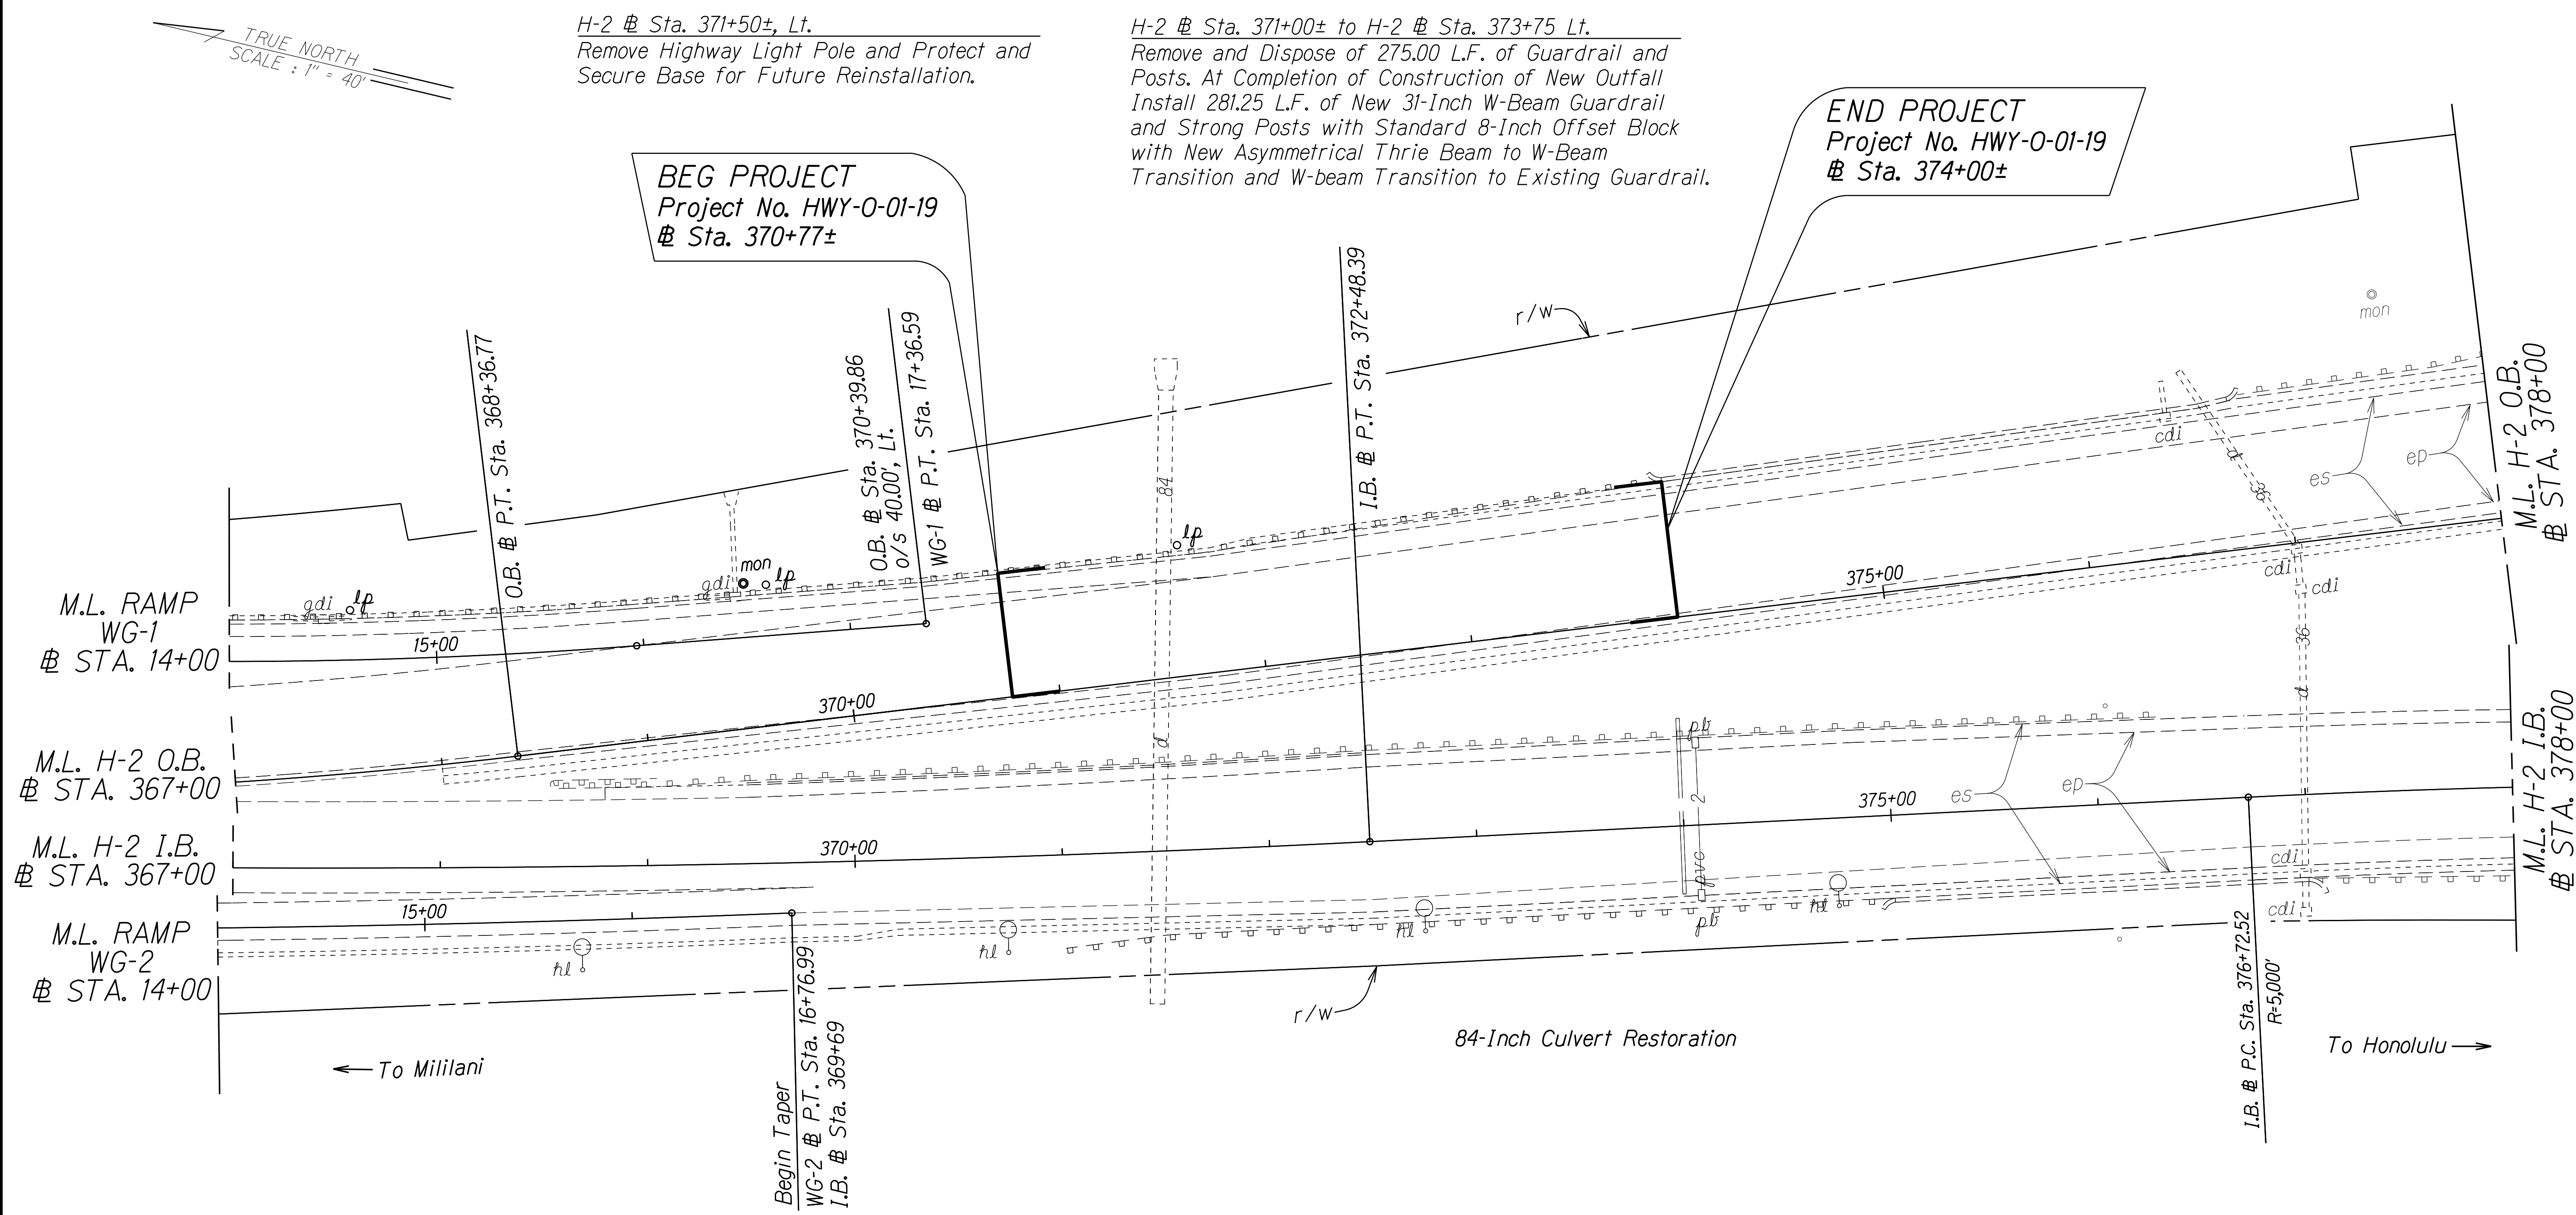 TRUE NORTH
SCALE : 1" = 40'
H-2 ℄ Sta. 371+50±, Lt.
Remove Highway Light Pole and Protect and
Secure Base for Future Reinstallation.
H-2 ℄ Sta. 371+00± to H-2 ℄ Sta. 373+75 Lt.
Remove and Dispose of 275.00 L.F. of Guardrail and
Posts. At Completion of Construction of New Outfall
Install 281.25 L.F. of New 31-Inch W-Beam Guardrail
and Strong Posts with Standard 8-Inch Offset Block
with New Asymmetrical Thrie Beam to W-Beam
Transition and W-beam Transition to Existing Guardrail.
BEG PROJECT
Project No. HWY-O-01-19
℄ Sta. 370+77±
END PROJECT
Project No. HWY-O-01-19
℄ Sta. 374+00±
O.B. ℄ P.T. Sta. 368+36.77
O.B. ℄ Sta. 370+39.86
o/s 40.00', Lt.
WG-1 ℄ P.T. Sta. 17+36.59
I.B. ℄ P.T. Sta. 372+48.39
r/w
mon
84
lp
gdi
mon
lp
gdi
lp
cdi
d
36
es
ep
M.L. H-2 O.B.
℄ STA. 378+00
M.L. RAMP
WG-1
℄ STA. 14+00
15+00
375+00
cdi
cdi
370+00
36
d
M.L. H-2 O.B.
℄ STA. 367+00
d
pb
2
pvc
pb
375+00
es
ep
M.L. H-2 I.B.
℄ STA. 378+00
M.L. H-2 I.B.
℄ STA. 367+00
370+00
cdi
cdi
15+00
M.L. RAMP
WG-2
℄ STA. 14+00
hl
hl
hl
hl
r/w
84-Inch Culvert Restoration
To Mililani
To Honolulu
Begin Taper
WG-2 ℄ P.T. Sta. 16+76.99
I.B. ℄ Sta. 369+69
I.B. ℄ P.C. Sta. 376+72.52
R=5,000'